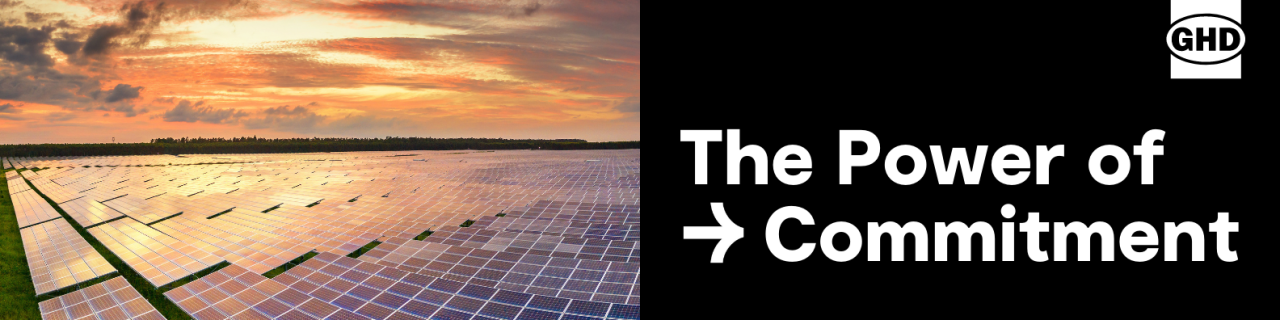 GHD
The Power of
→ Commitment